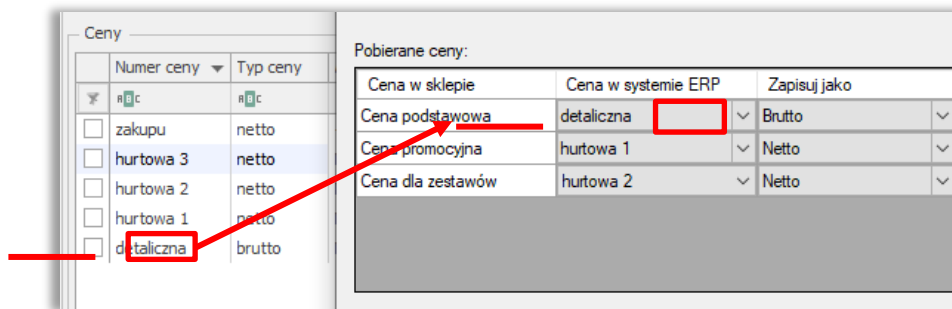 Ceny
Numer ceny Typ ceny
ABC ABC
zakupu netto
hurtowa 3 netto
hurtowa 2 netto
hurtowa 1 netto
detaliczna brutto
Pobierane ceny:
Cena w sklepie Cena w systemie ERP Zapisuj jako
Cena podstawowa detaliczna Brutto
Cena promocyjna hurtowa 1 Netto
Cena dla zestawów hurtowa 2 Netto